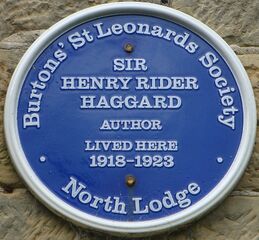 Burtons' St Leonards Society
SIR
HENRY RIDER
HAGGARD
AUTHOR
LIVED HERE
1918-1923
North Lodge